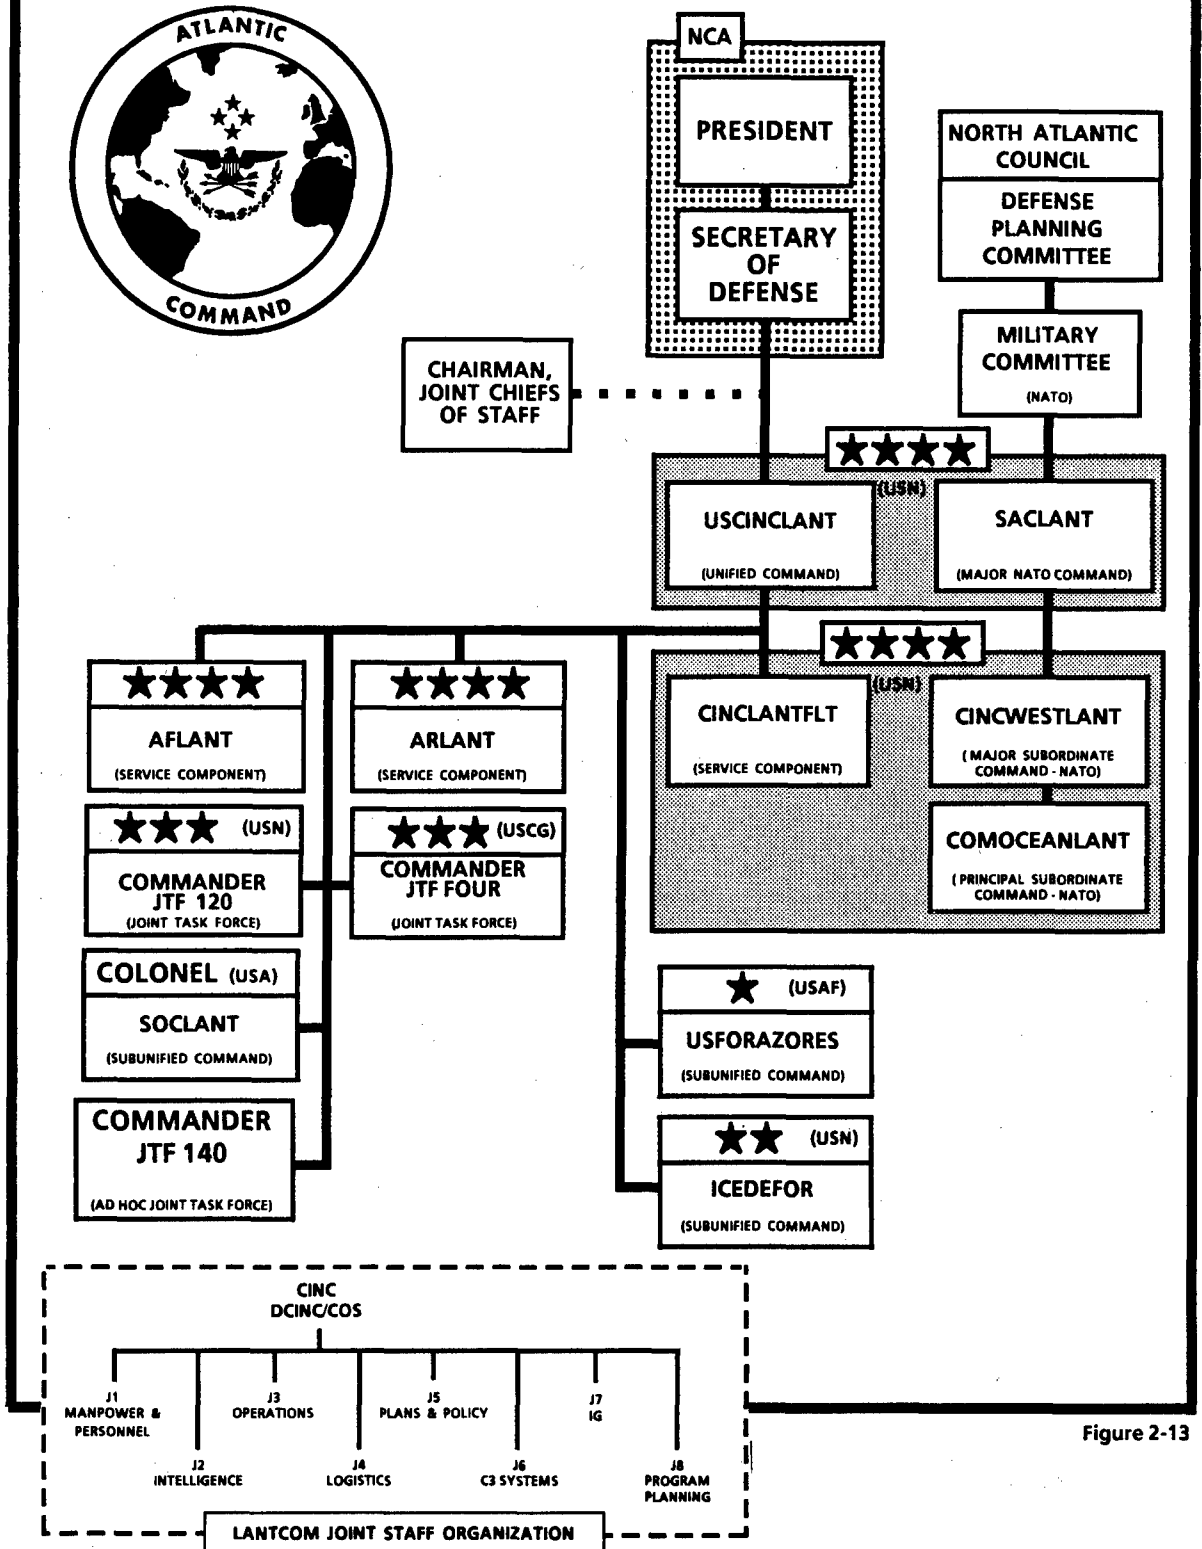 ATLANTIC
COMMAND
NCA
PRESIDENT
SECRETARY
OF
DEFENSE
NORTH ATLANTIC
COUNCIL
DEFENSE
PLANNING
COMMITTEE
MILITARY
COMMITTEE
(NATO)
CHAIRMAN,
JOINT CHIEFS
OF STAFF
(USN)
USCINCLANT
(UNIFIED COMMAND)
SACLANT
(MAJOR NATO COMMAND)
(USN)
CINCLANTFLT
(SERVICE COMPONENT)
CINCWESTLANT
(MAJOR SUBORDINATE
COMMAND - NATO)
COMOCEANLANT
(PRINCIPAL SUBORDINATE
COMMAND - NATO)
AFLANT
(SERVICE COMPONENT)
ARLANT
(SERVICE COMPONENT)
(USN)
COMMANDER
JTF 120
(JOINT TASK FORCE)
(USCG)
COMMANDER
JTF FOUR
(JOINT TASK FORCE)
COLONEL (USA)
SOCLANT
(SUBUNIFIED COMMAND)
COMMANDER
JTF 140
(AD HOC JOINT TASK FORCE)
(USAF)
USFORAZORES
(SUBUNIFIED COMMAND)
(USN)
ICEDEFOR
(SUBUNIFIED COMMAND)
CINC
DCINC/COS
J1
MANPOWER &
PERSONNEL
J2
INTELLIGENCE
J3
OPERATIONS
J4
LOGISTICS
J5
PLANS & POLICY
J6
C3 SYSTEMS
J7
IG
J8
PROGRAM
PLANNING
LANTCOM JOINT STAFF ORGANIZATION
Figure 2-13